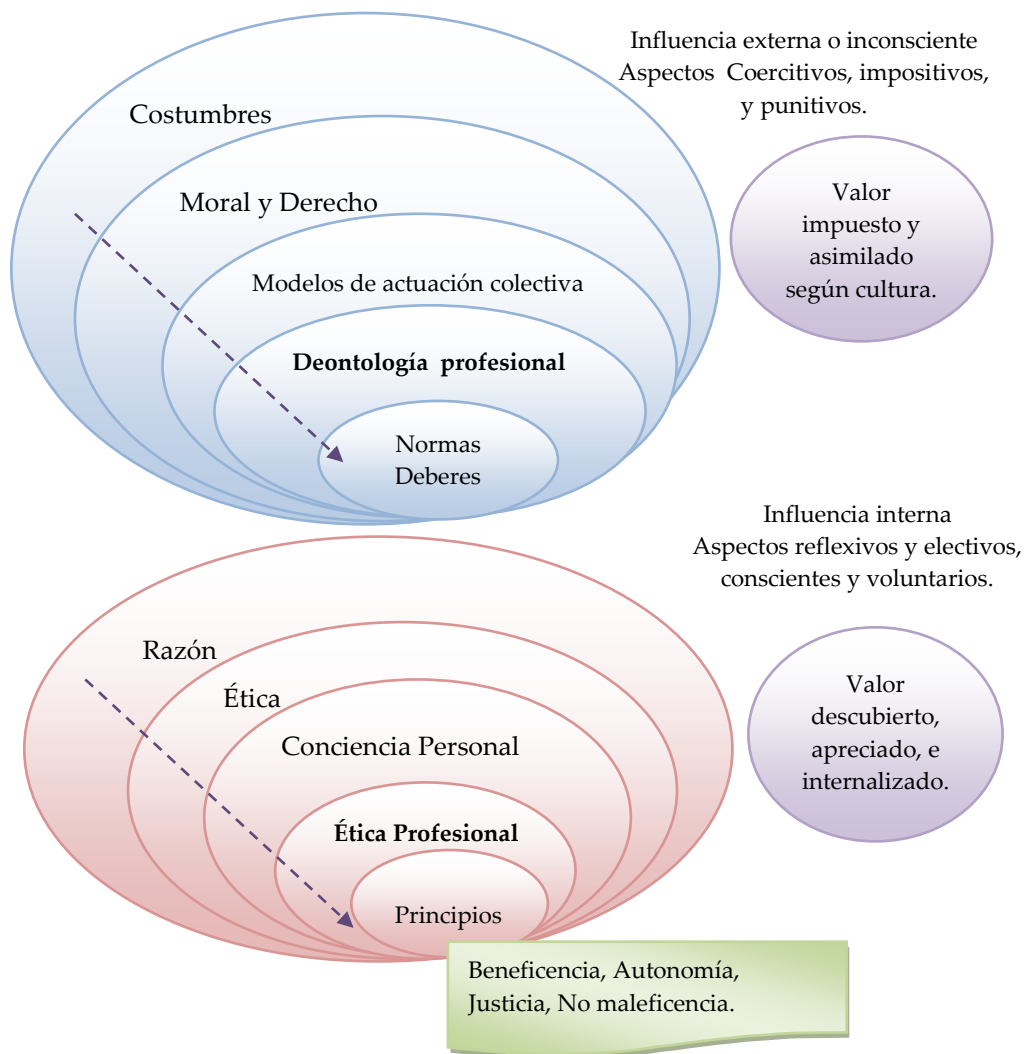 Influencia externa o inconsciente
Aspectos Coercitivos, impositivos,
y punitivos.
Costumbres
Moral y Derecho
Modelos de actuación colectiva
Deontología profesional
Normas
Deberes
Valor
impuesto y
asimilado
según cultura.
Influencia interna
Aspectos reflexivos y electivos,
conscientes y voluntarios.
Razón
Ética
Conciencia Personal
Ética Profesional
Principios
Valor
descubierto,
apreciado, e
internalizado.
Beneficencia, Autonomía,
Justicia, No maleficencia.